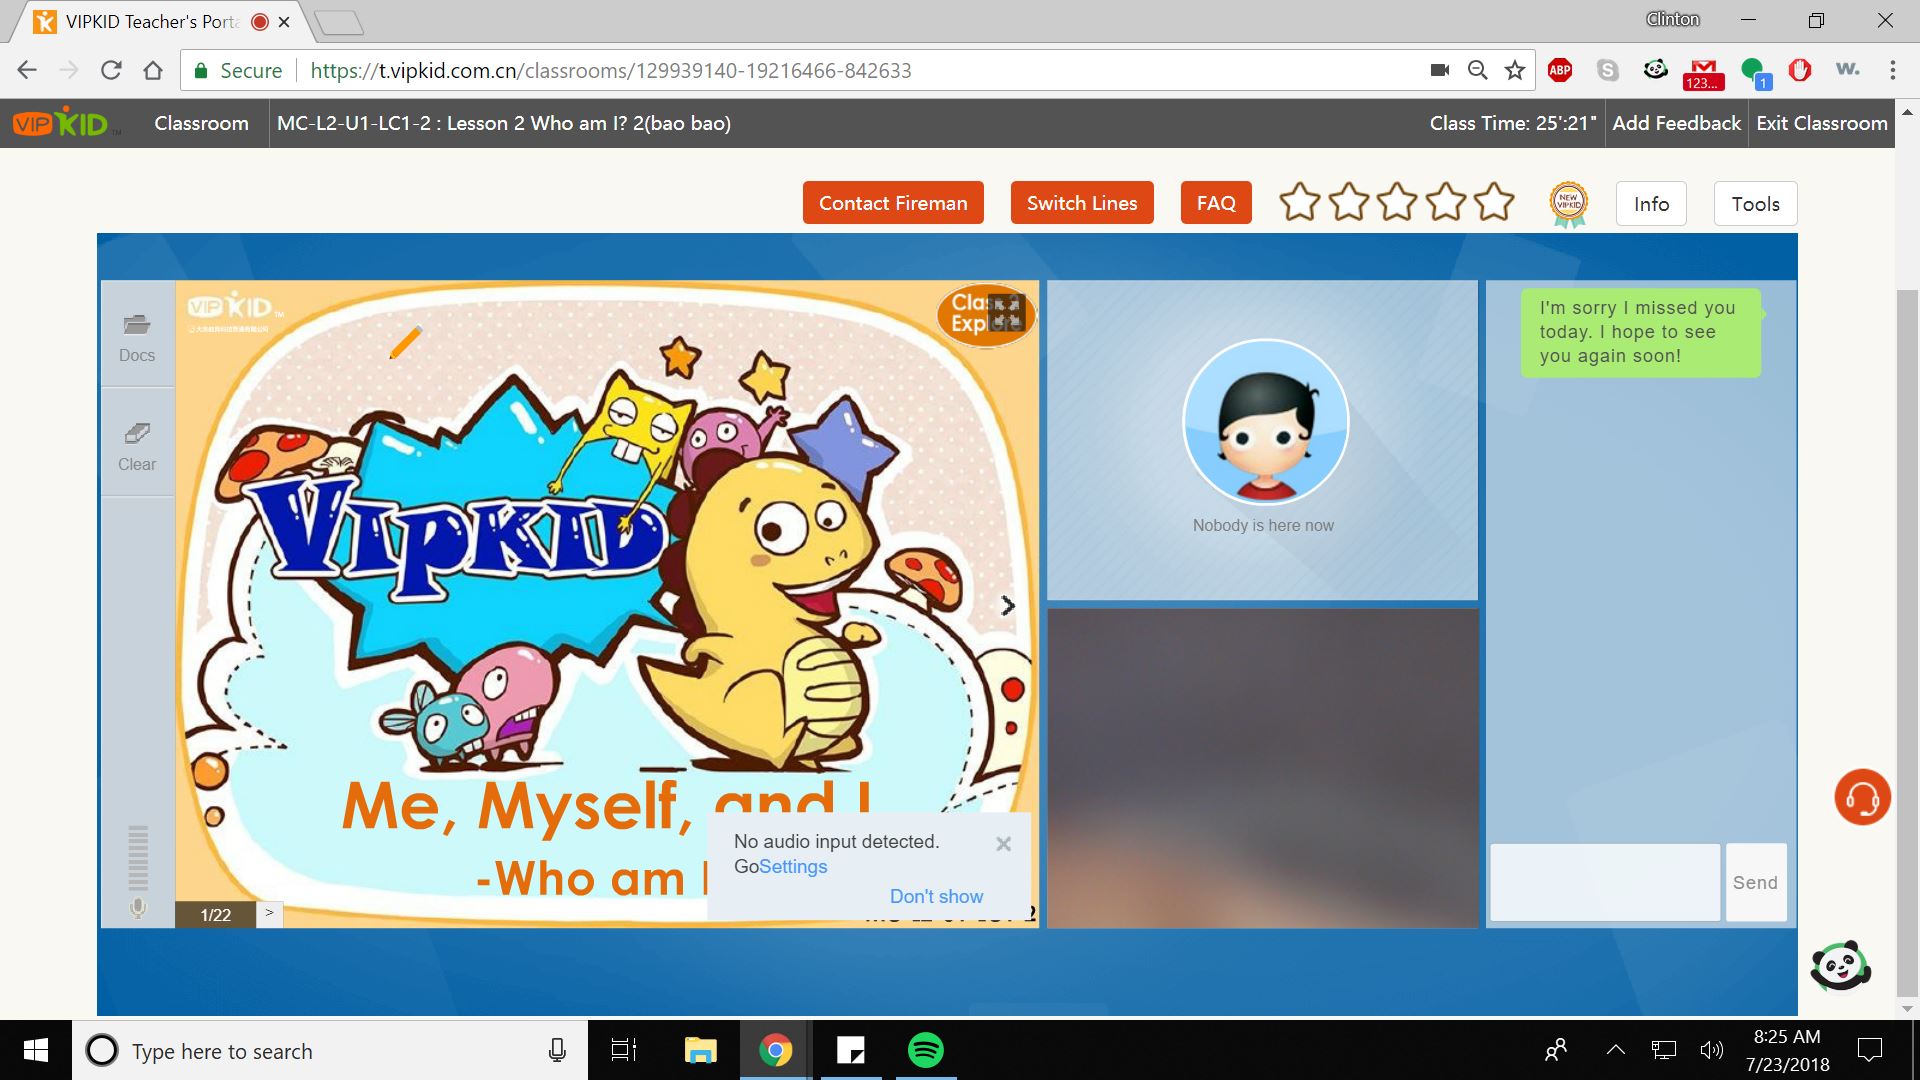 VIPKID Teacher's Port
Clinton
Secure
https://t.vipkid.com.cn/classrooms/129939140-19216466-842633
ABP
S
123...
1
w.
VIPKID
TM
Classroom
MC-L2-U1-LC1-2 : Lesson 2 Who am I? 2(bao bao)
Class Time: 25':21"
Add Feedback
Exit Classroom
Contact Fireman
Switch Lines
FAQ
NEW
VIPKID
Info
Tools
Docs
Clear
VIPKID
TM
VIPKID
Me, Myself, and I
-Who am I
1/22
>
No audio input detected.
GoSettings
Don't show
Nobody is here now
I'm sorry I missed you
today. I hope to see
you again soon!
Send
Type here to search
8:25 AM
7/23/2018